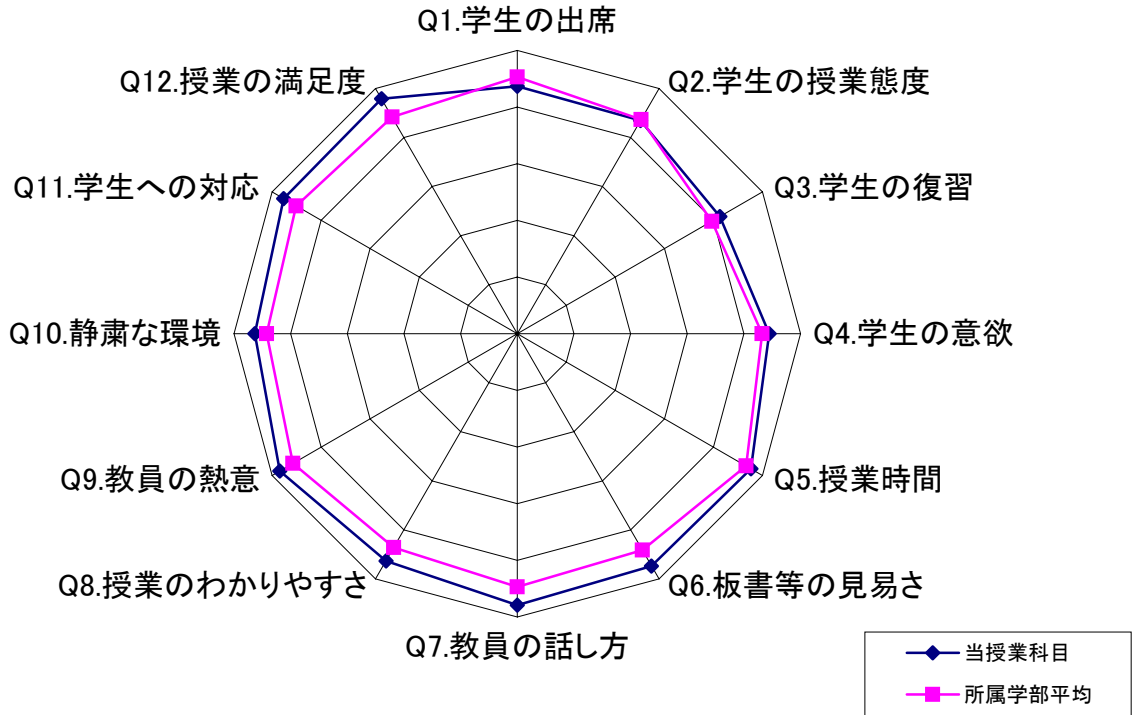 Q1.学生の出席
Q2.学生の授業態度
Q3.学生の復習
Q4.学生の意欲
Q5.授業時間
Q6.板書等の見易さ
Q7.教員の話し方
Q8.授業のわかりやすさ
Q9.教員の熱意
Q10.静粛な環境
Q11.学生への対応
Q12.授業の満足度
当授業科目
所属学部平均